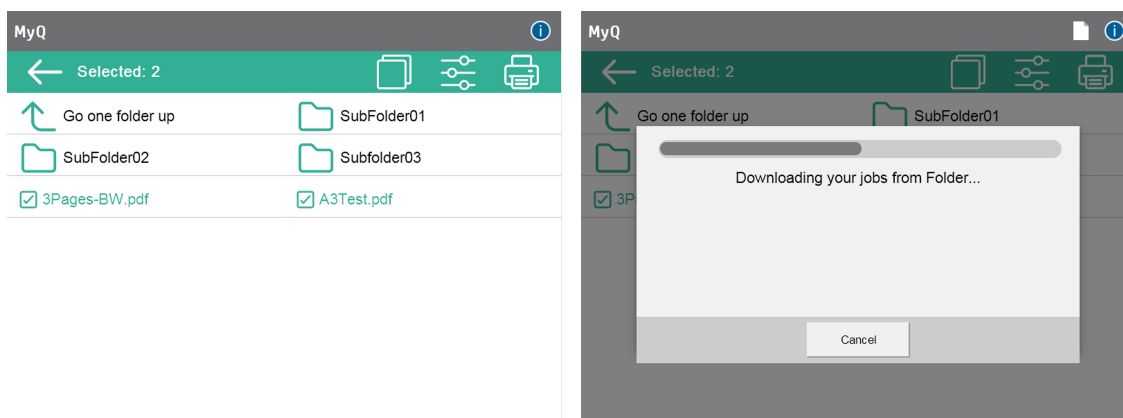 MyQ
Selected: 2
Go one folder up
SubFolder01
SubFolder02
Subfolder03
3Pages-BW.pdf
A3Test.pdf
MyQ
Selected: 2
Go one folder up
SubFolder01
3P
Downloading your jobs from Folder...
Cancel